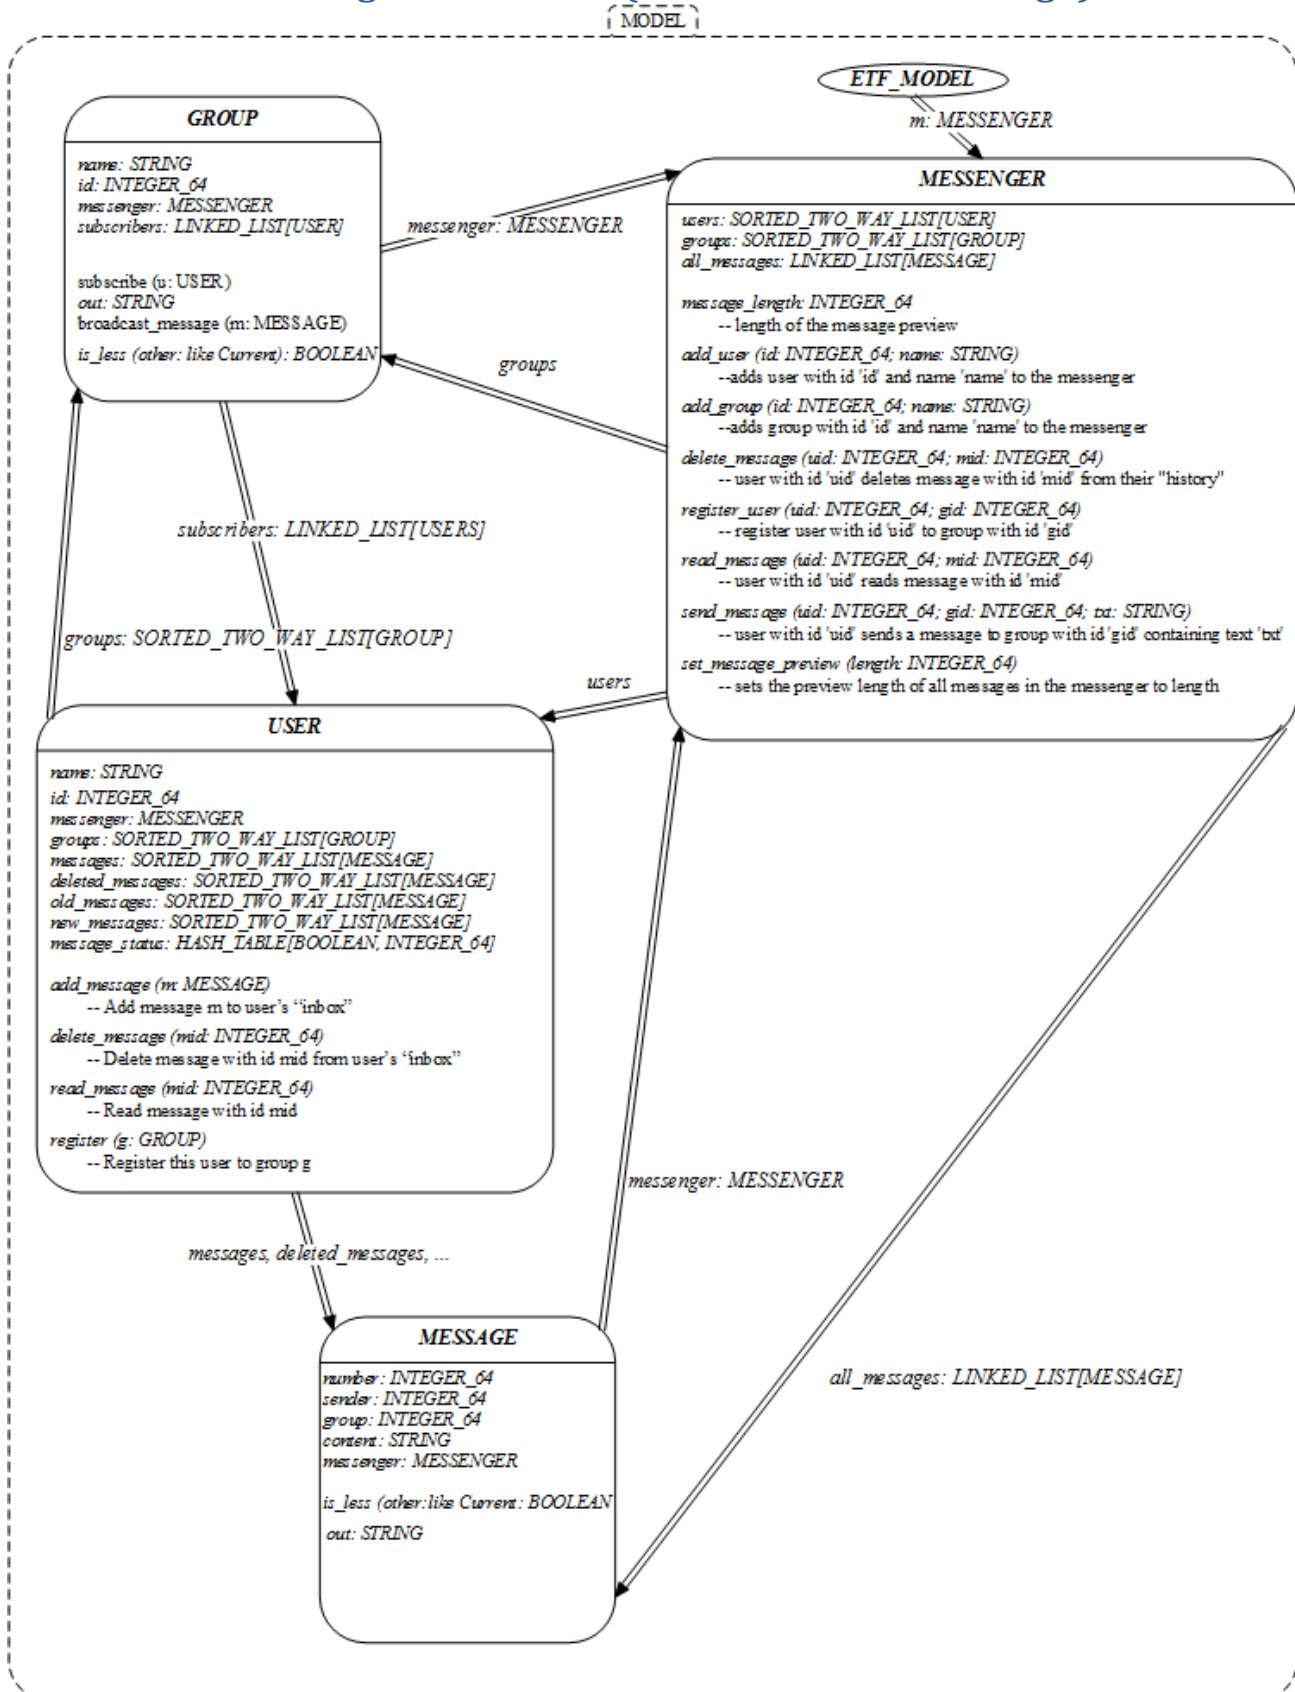 MODEL
ETF_MODEL
m: MESSENGER
GROUP
name: STRING
id: INTEGER_64
messenger: MESSENGER
subscribers: LINKED_LIST[USER]
subscribe (u: USER)
out: STRING
broadcast_message (m: MESSAGE)
is_less (other: like Current): BOOLEAN
messenger: MESSENGER
groups
MESSENGER
users: SORTED_TWO_WAY_LIST[USER]
groups: SORTED_TWO_WAY_LIST[GROUP]
all_messages: LINKED_LIST[MESSAGE]
message_length: INTEGER_64
-- length of the message preview
add_user (id: INTEGER_64; name: STRING)
--adds user with id 'id' and name 'name' to the messenger
add_group (id: INTEGER_64; name: STRING)
--adds group with id 'id' and name 'name' to the messenger
delete_message (uid: INTEGER_64; mid: INTEGER_64)
-- user with id 'uid' deletes message with id 'mid' from their "history"
register_user (uid: INTEGER_64; gid: INTEGER_64)
-- register user with id 'uid' to group with id 'gid'
read_message (uid: INTEGER_64; mid: INTEGER_64)
-- user with id 'uid' reads message with id 'mid'
send_message (uid: INTEGER_64; gid: INTEGER_64; txt: STRING)
-- user with id 'uid' sends a message to group with id 'gid' containing text 'txt'
set_message_preview (length: INTEGER_64)
-- sets the preview length of all messages in the messenger to length
subscribers: LINKED_LIST[USERS]
groups: SORTED_TWO_WAY_LIST[GROUP]
users
USER
name: STRING
id: INTEGER_64
messenger: MESSENGER
groups: SORTED_TWO_WAY_LIST[GROUP]
messages: SORTED_TWO_WAY_LIST[MESSAGE]
deleted_messages: SORTED_TWO_WAY_LIST[MESSAGE]
old_messages: SORTED_TWO_WAY_LIST[MESSAGE]
new_messages: SORTED_TWO_WAY_LIST[MESSAGE]
message_status: HASH_TABLE[BOOLEAN, INTEGER_64]
add_message (m: MESSAGE)
-- Add message m to user's “inbox”
delete_message (mid: INTEGER_64)
-- Delete message with id mid from user's “inbox”
read_message (mid: INTEGER_64)
-- Read message with id mid
register (g: GROUP)
-- Register this user to group g
messenger: MESSENGER
messages, deleted_messages, ...
MESSAGE
number: INTEGER_64
sender: INTEGER_64
group: INTEGER_64
content: STRING
messenger: MESSENGER
is_less (other:like Current: BOOLEAN
out: STRING
all_messages: LINKED_LIST[MESSAGE]